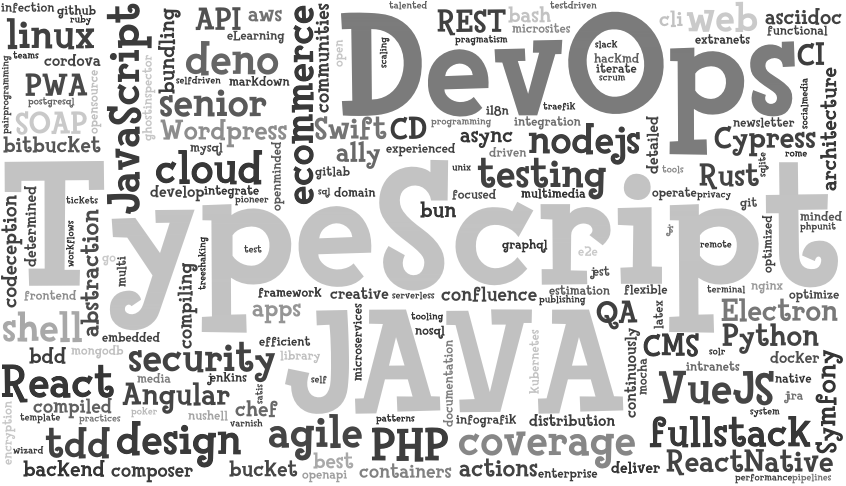 infection
github
ruby
linux
teams
cordova
PWA
postgresql
SOAP
opensource
bitbucket
pairprogramming
JavaScript
ghostinspector
bundling
API
aws
eLearning
deno
selfdriven
markdown
senior
Wordpress
mysql
cloud
develop
integrate
pioneer
openminded
ecommerce
communities
open
talented
scaling
DevOps
REST
pragmatism
bash
microsites
testdriven
slack
hackmd
iterate
scrum
cli
web
extranets
asciidoc
functional
CI
socialmedia
architecture
Swift
CD
ally
experienced
gitlab
sql
domain
programming
il8n
traefik
integration
async
driven
nodejs
detailed
newsletter
Cypress
sqlite
rome
unix
testing
focused
multimedia
tools
Rust
operate
privacy
git
bun
TypeScript
codeception
determined
tickets
workflows
abstraction
go
multi
frontend
treeshaking
compiling
test
graphql
e2e
jest
jr
remote
optimized
minded
phpunit
framework
creative
serverless
confluence
publishing
estimation
flexible
terminal
nginx
optimize
shell
embedded
apps
JAVA
microservices
tooling
nosql
QA
latex
Electron
Python
bdd
mongodb
security
efficient
library
self
documentation
kubernetes
continuously
mocha
CMS
solr
docker
intranets
React
media
jenkins
Angular
satis
VueJS
native
jira
Symfony
compiled
template
practices
poker
nushell
chef
varnish
patterns
infografik
distribution
system
encryption
wizard
tdd
design
agile
PHP
coverage
fullstack
backend
composer
bucket
best
openapi
containers
actions
enterprise
deliver
ReactNative
performance
pipelines